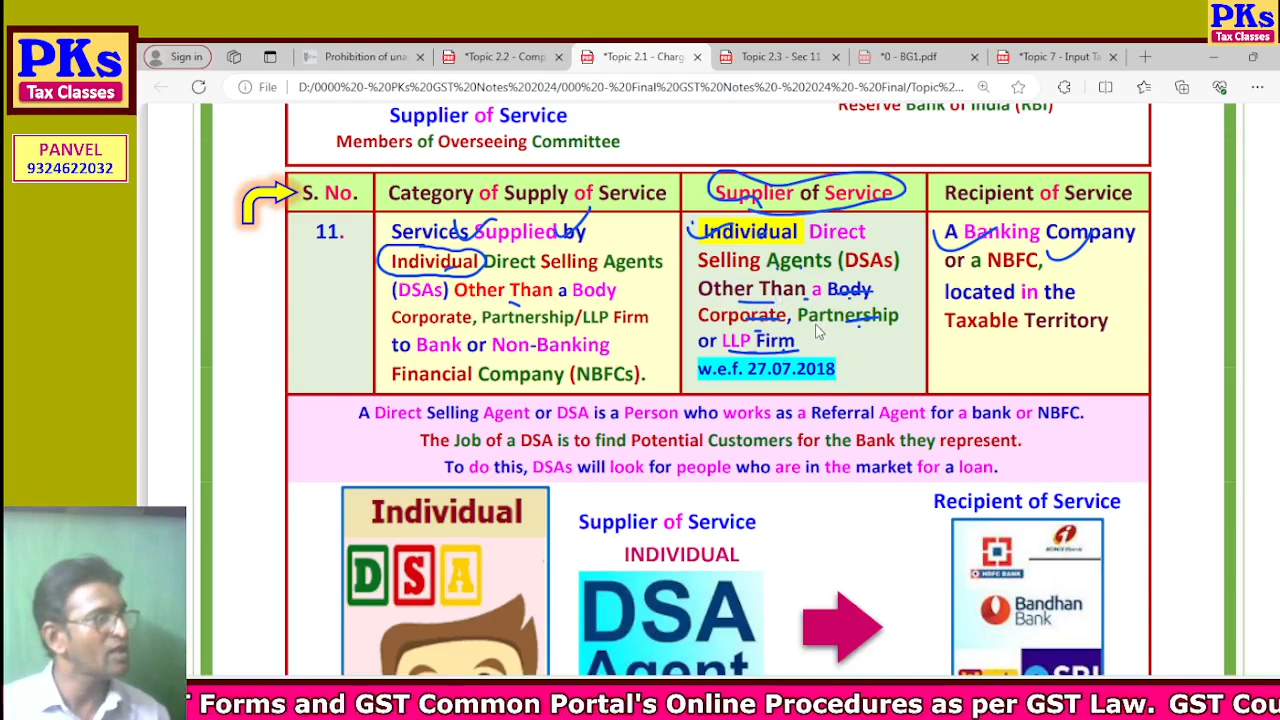 PKs
Tax Classes
PKs
Tax Classes
PANVEL
9324622032
Sign in
Prohibition of una
*Topic 2.2 - Comp
*Topic 2.1 - Charg
Topic 2.3 - Sec 11
*0 - BG1.pdf
*Topic 7 - Input Ta
File
D:/0000%20-%20PKs%20GST%20Notes%202024/000%20-%20Final%20GST%20Notes%20-%202024%20-%20Final/Topic...
Supplier of Service
Members of Overseeing Committee
Reserve Bank of India (RBI)
S. No.
Category of Supply of Service
Supplier of Service
Recipient of Service
11.
Services Supplied by
Individual Direct Selling Agents
(DSAs) Other Than a Body
Corporate, Partnership/LLP Firm
to Bank or Non-Banking
Financial Company (NBFCs).
Individual Direct
Selling Agents (DSAs)
Other Than a Body
Corporate, Partnership
or LLP Firm
w.e.f. 27.07.2018
A Banking Company
or a NBFC,
located in the
Taxable Territory
A Direct Selling Agent or DSA is a Person who works as a Referral Agent for a bank or NBFC.
The Job of a DSA is to find Potential Customers for the Bank they represent.
To do this, DSAs will look for people who are in the market for a loan.
Individual
DSA
Supplier of Service
INDIVIDUAL
DSA
Agent
Recipient of Service
HDFC BANK
Bandhan
Bank
SBI
T Forms and GST Common Portal's Online Procedures as per GST Law. GST Cou